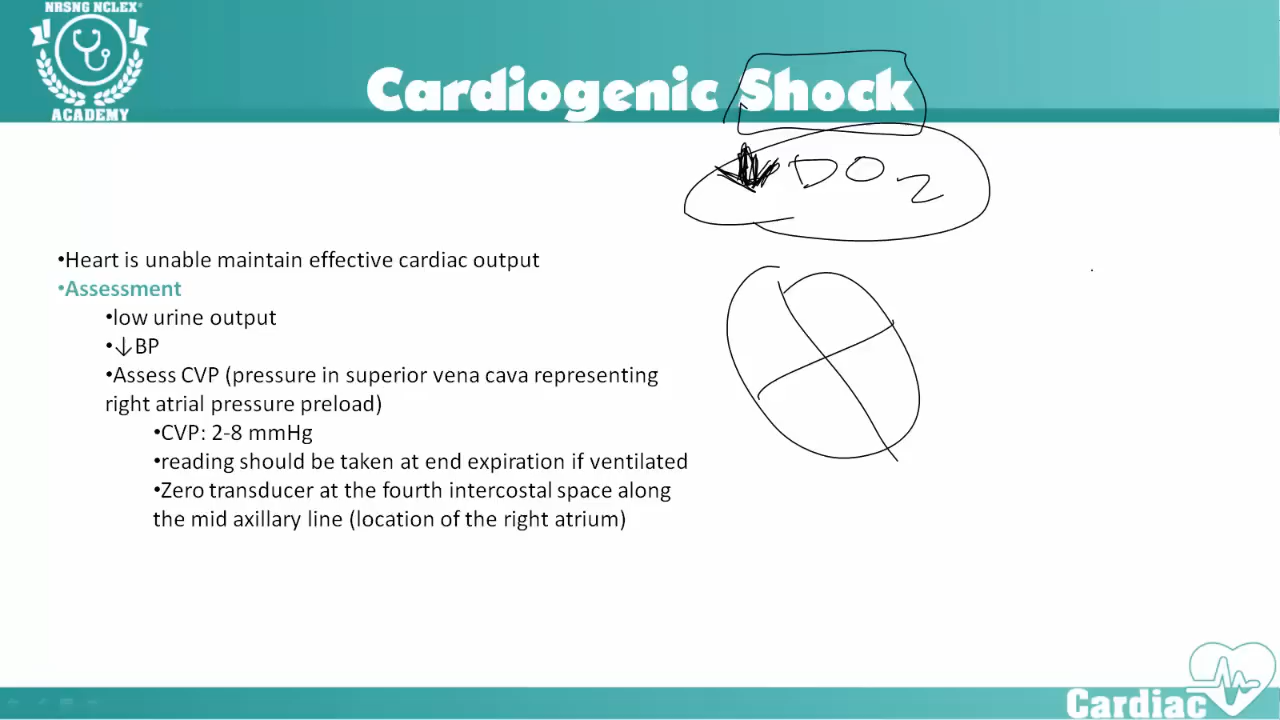 NRSNG NCLEX®
ACADEMY
Cardiogenic Shock
↓DO2
•Heart is unable maintain effective cardiac output
•Assessment
•low urine output
•↓BP
•Assess CVP (pressure in superior vena cava representing
right atrial pressure preload)
•CVP: 2-8 mmHg
•reading should be taken at end expiration if ventilated
•Zero transducer at the fourth intercostal space along
the mid axillary line (location of the right atrium)
Cardiac